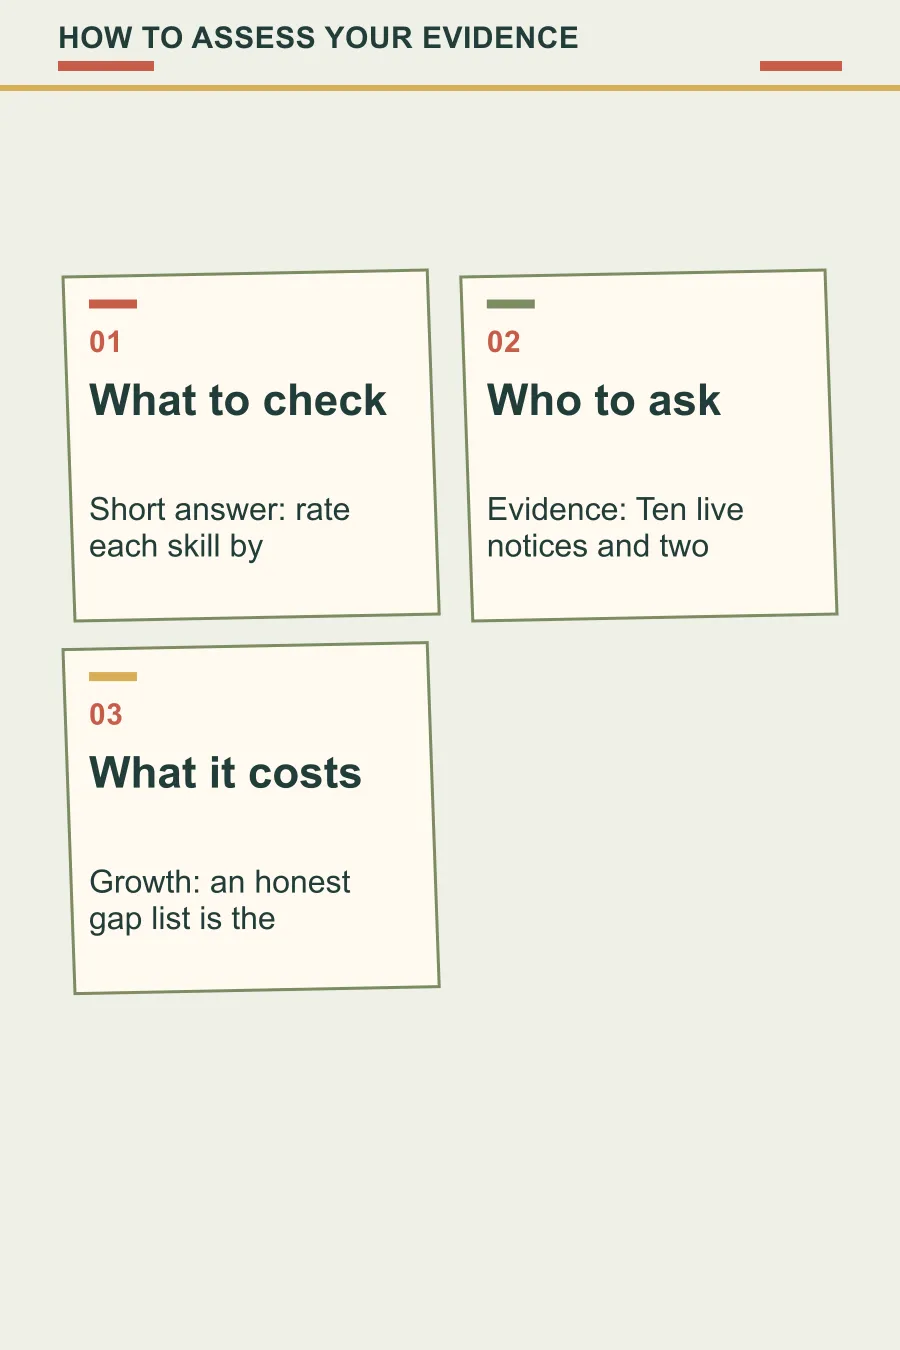 HOW TO ASSESS YOUR EVIDENCE
01
What to check
Short answer: rate
each skill by
02
Who to ask
Evidence: Ten live
notices and two
03
What it costs
Growth: an honest
gap list is the